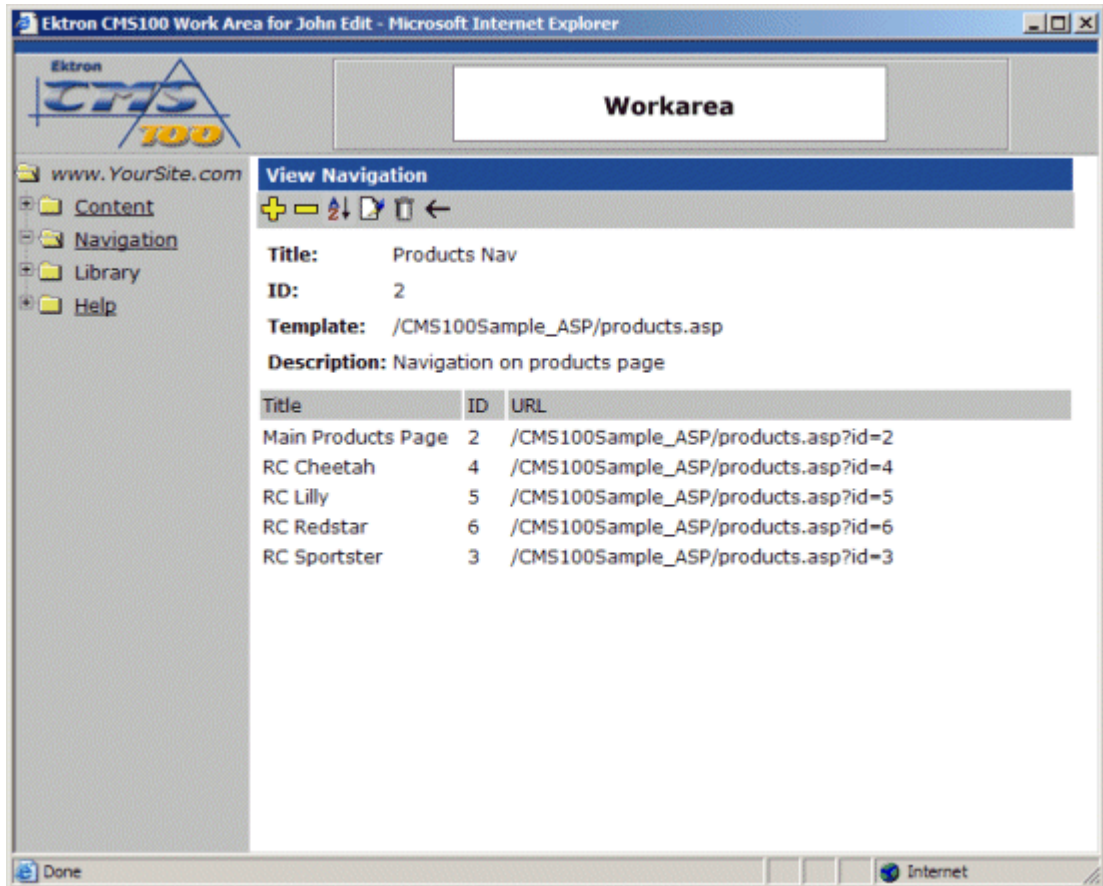 Ektron CMS100 Work Area for John Edit - Microsoft Internet Explorer
Ektron
CMS
100
Workarea
www.YourSite.com
Content
Navigation
Library
Help
View Navigation
Title: Products Nav
ID: 2
Template: /CMS100Sample_ASP/products.asp
Description: Navigation on products page
Title ID URL
Main Products Page 2 /CMS100Sample_ASP/products.asp?id=2
RC Cheetah 4 /CMS100Sample_ASP/products.asp?id=4
RC Lilly 5 /CMS100Sample_ASP/products.asp?id=5
RC Redstar 6 /CMS100Sample_ASP/products.asp?id=6
RC Sportster 3 /CMS100Sample_ASP/products.asp?id=3
Done Internet